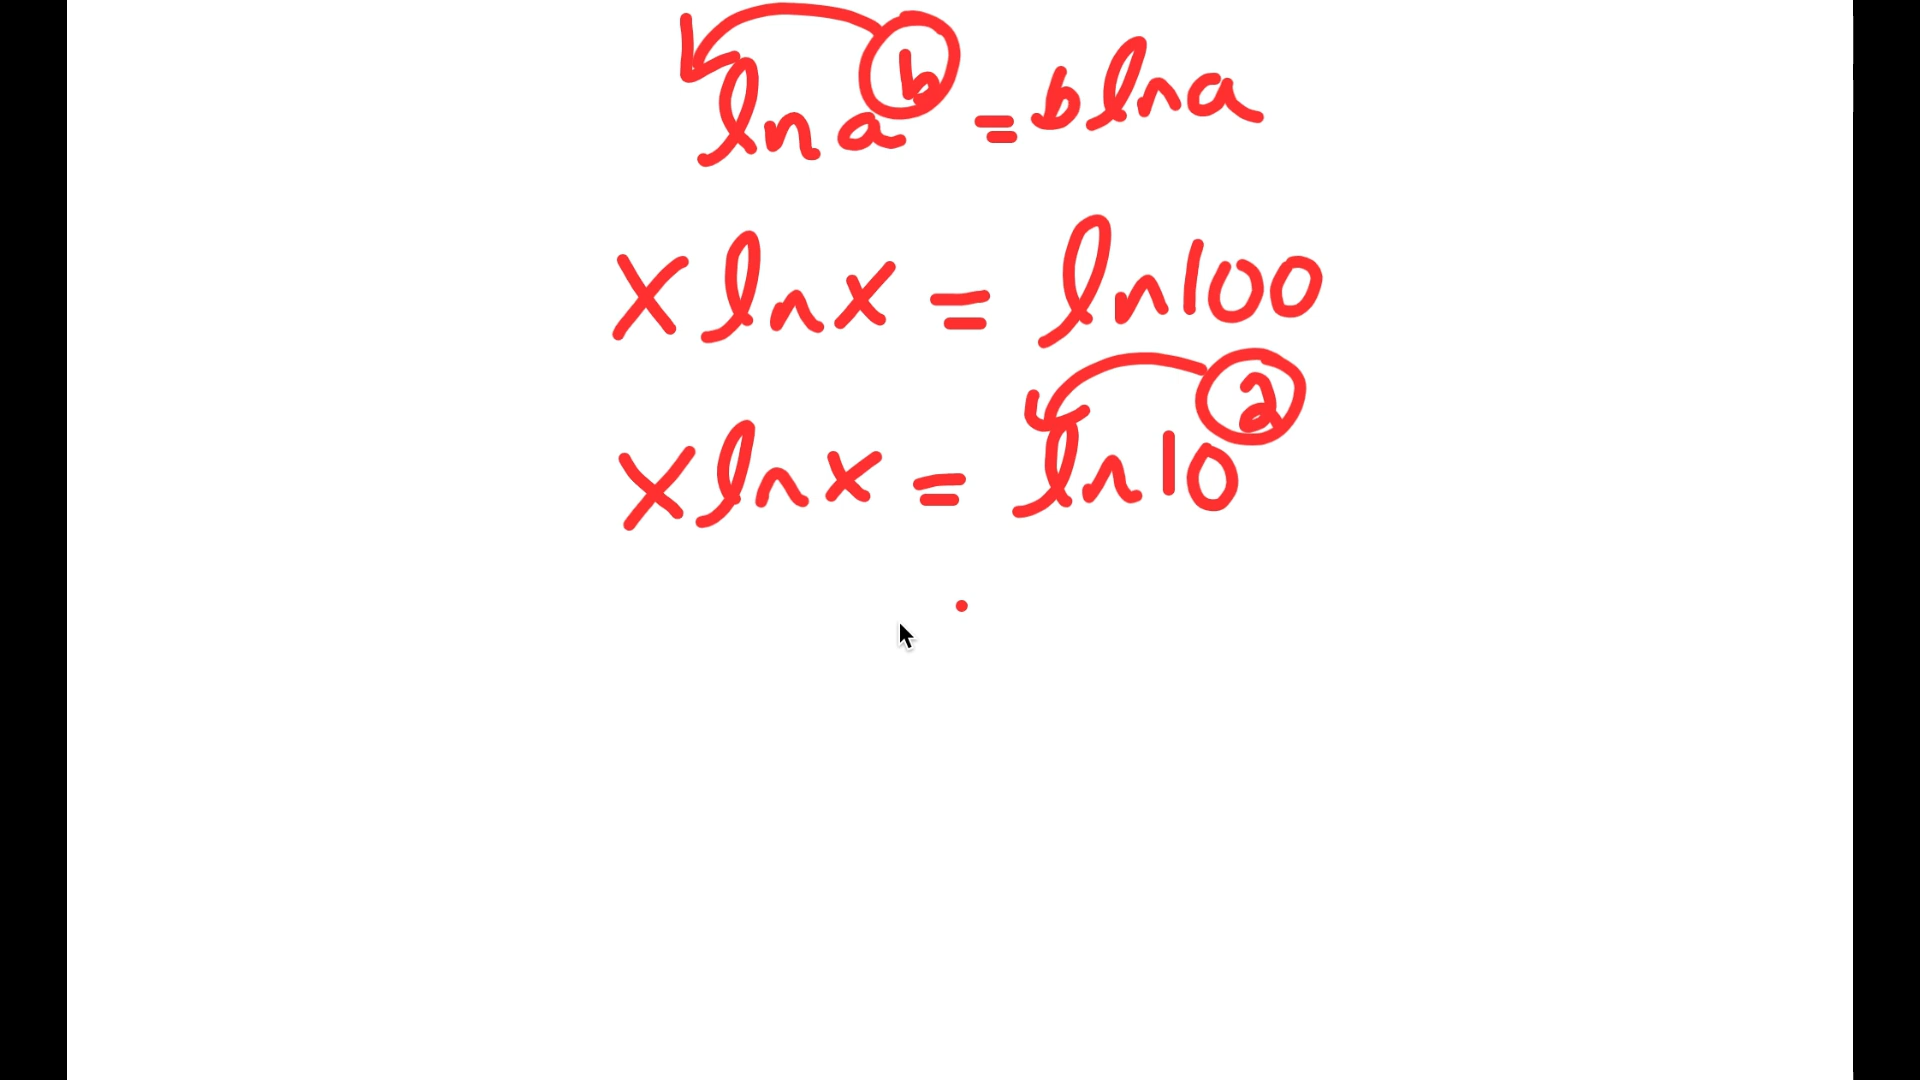 ln a^b = b ln a
x ln x = ln 100
x ln x = ln 10^2